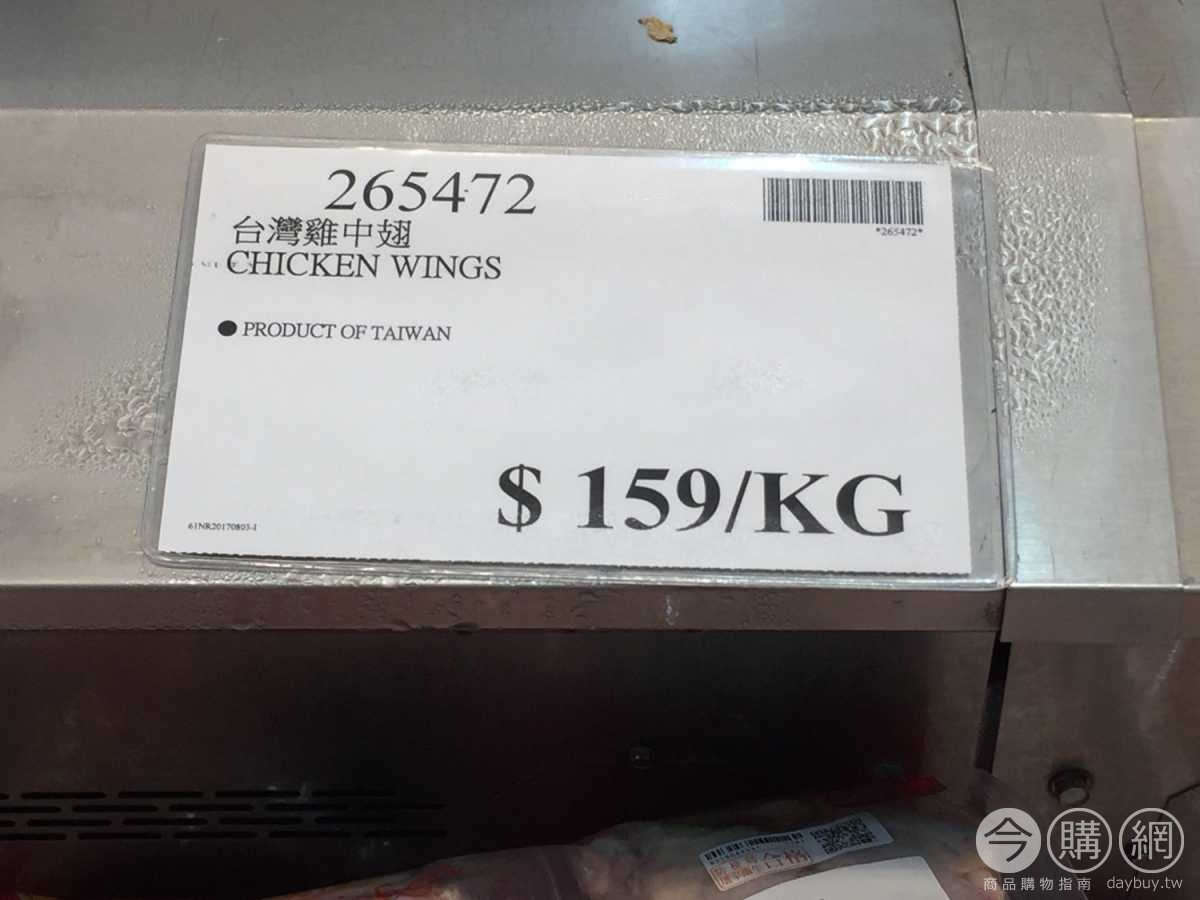 265472
台灣雞中翅
CHICKEN WINGS
● PRODUCT OF TAIWAN
*265472*
$ 159/KG
61NR20170803-I
今購網
商品購物指南 daybuy.tw